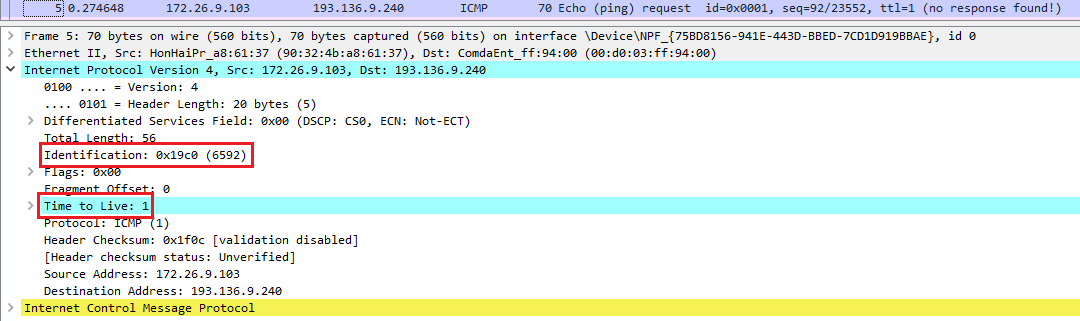 5 0.274648 172.26.9.103 193.136.9.240 ICMP 70 Echo (ping) request id=0x0001, seq=92/23552, ttl=1 (no response found!)
Frame 5: 70 bytes on wire (560 bits), 70 bytes captured (560 bits) on interface \Device\NPF_{75BD8156-941E-443D-BBED-7CD1D919BBAE}, id 0
Ethernet II, Src: HonHaiPr_a8:61:37 (90:32:4b:a8:61:37), Dst: ComdaEnt_ff:94:00 (00:d0:03:ff:94:00)
Internet Protocol Version 4, Src: 172.26.9.103, Dst: 193.136.9.240
0100 .... = Version: 4
.... 0101 = Header Length: 20 bytes (5)
Differentiated Services Field: 0x00 (DSCP: CS0, ECN: Not-ECT)
Total Length: 56
Identification: 0x19c0 (6592)
Flags: 0x00
Fragment Offset: 0
Time to Live: 1
Protocol: ICMP (1)
Header Checksum: 0x1f0c [validation disabled]
[Header checksum status: Unverified]
Source Address: 172.26.9.103
Destination Address: 193.136.9.240
Internet Control Message Protocol